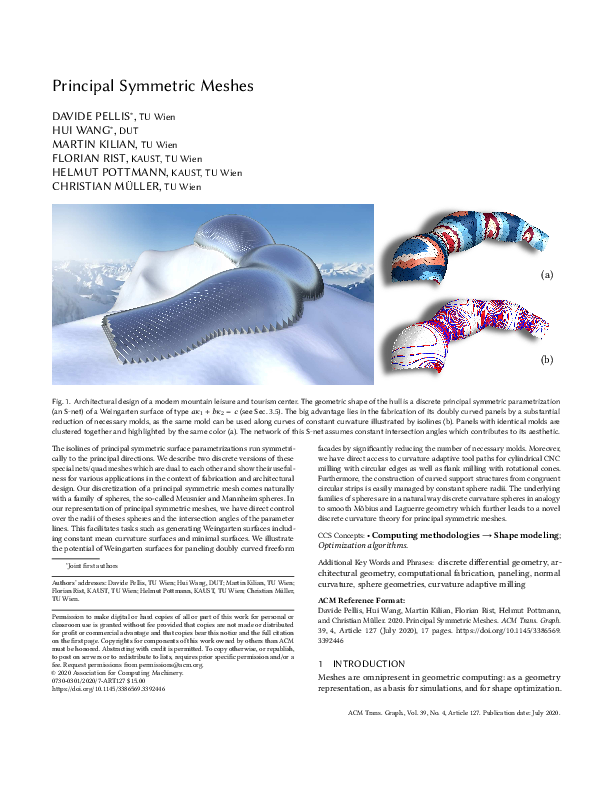 Principal Symmetric Meshes
DAVIDE PELLIS*, TU Wien
HUI WANG*, DUT
MARTIN KILIAN, TU Wien
FLORIAN RIST, KAUST, TU Wien
HELMUT POTTMANN, KAUST, TU Wien
CHRISTIAN MÜLLER, TU Wien
(a)
(b)
Fig. 1. Architectural design of a modern mountain leisure and tourism center. The geometric shape of the hull is a discrete principal symmetric parametrization
(an S-net) of a Weingarten surface of type aκ₁ + bκ₂ = c (see Sec. 3.5). The big advantage lies in the fabrication of its doubly curved panels by a substantial
reduction of necessary molds, as the same mold can be used along curves of constant curvature illustrated by isolines (b). Panels with identical molds are
clustered together and highlighted by the same color (a). The network of this S-net assumes constant intersection angles which contributes to its aesthetic.
The isolines of principal symmetric surface parametrizations run symmetri-
cally to the principal directions. We describe two discrete versions of these
special nets/quad meshes which are dual to each other and show their useful-
ness for various applications in the context of fabrication and architectural
design. Our discretization of a principal symmetric mesh comes naturally
with a family of spheres, the so-called Meusnier and Mannheim spheres. In
our representation of principal symmetric meshes, we have direct control
over the radii of theses spheres and the intersection angles of the parameter
lines. This facilitates tasks such as generating Weingarten surfaces includ-
ing constant mean curvature surfaces and minimal surfaces. We illustrate
the potential of Weingarten surfaces for paneling doubly curved freeform
*Joint first authors
Authors' addresses: Davide Pellis, TU Wien; Hui Wang, DUT; Martin Kilian, TU Wien;
Florian Rist, KAUST, TU Wien; Helmut Pottmann, KAUST, TU Wien; Christian Müller,
TU Wien.
Permission to make digital or hard copies of all or part of this work for personal or
classroom use is granted without fee provided that copies are not made or distributed
for profit or commercial advantage and that copies bear this notice and the full citation
on the first page. Copyrights for components of this work owned by others than ACM
must be honored. Abstracting with credit is permitted. To copy otherwise, or republish,
to post on servers or to redistribute to lists, requires prior specific permission and/or a
fee. Request permissions from permissions@acm.org.
© 2020 Association for Computing Machinery.
0730-0301/2020/7-ART127 $15.00
https://doi.org/10.1145/3386569.3392446
facades by significantly reducing the number of necessary molds. Moreover,
we have direct access to curvature adaptive tool paths for cylindrical CNC
milling with circular edges as well as flank milling with rotational cones.
Furthermore, the construction of curved support structures from congruent
circular strips is easily managed by constant sphere radii. The underlying
families of spheres are in a natural way discrete curvature spheres in analogy
to smooth Möbius and Laguerre geometry which further leads to a novel
discrete curvature theory for principal symmetric meshes.
CCS Concepts: • Computing methodologies → Shape modeling;
Optimization algorithms.
Additional Key Words and Phrases: discrete differential geometry, ar-
chitectural geometry, computational fabrication, paneling, normal
curvature, sphere geometries, curvature adaptive milling
ACM Reference Format:
Davide Pellis, Hui Wang, Martin Kilian, Florian Rist, Helmut Pottmann,
and Christian Müller. 2020. Principal Symmetric Meshes. ACM Trans. Graph.
39, 4, Article 127 (July 2020), 17 pages. https://doi.org/10.1145/3386569.
3392446
1 INTRODUCTION
Meshes are omnipresent in geometric computing: as a geometry
representation, as a basis for simulations, and for shape optimization.
ACM Trans. Graph., Vol. 39, No. 4, Article 127. Publication date: July 2020.